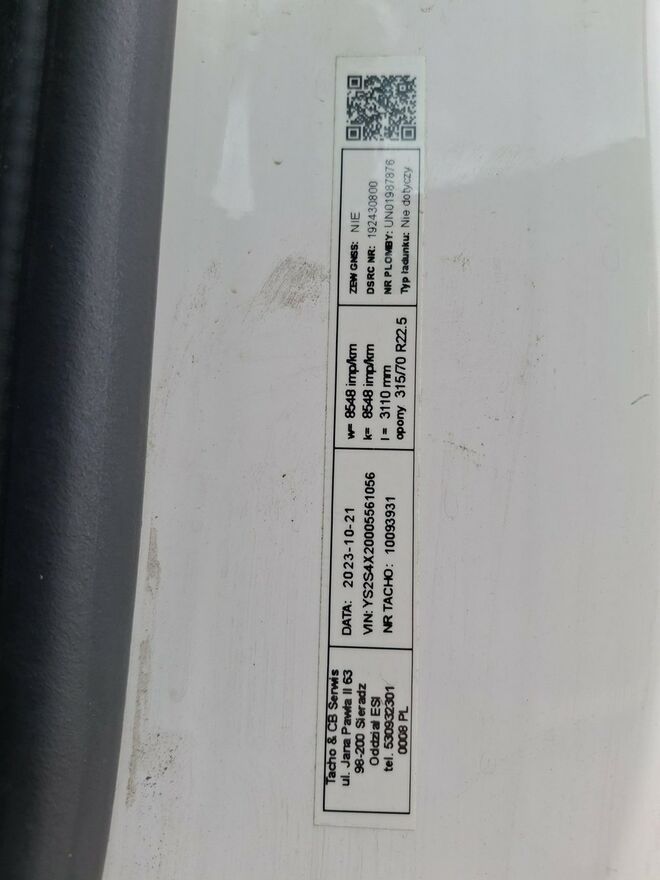 Tacho & CB Serwis
ul. Jana Pawła II 63
98-200 Sieradz
Oddział ESI
tel. 530932301
0008 PL
DATA: 2023-10-21
VIN: YS2S4X20005561056
NR TACHO: 10093931
w= 8548 imp/km
k= 8548 imp/km
l = 3110 mm
opony 315/70 R22.5
ZEW GNSS: NIE
DSRC NR: 192430800
NR PLOMBY: UN01987876
Typ ładunku: Nie dotyczy